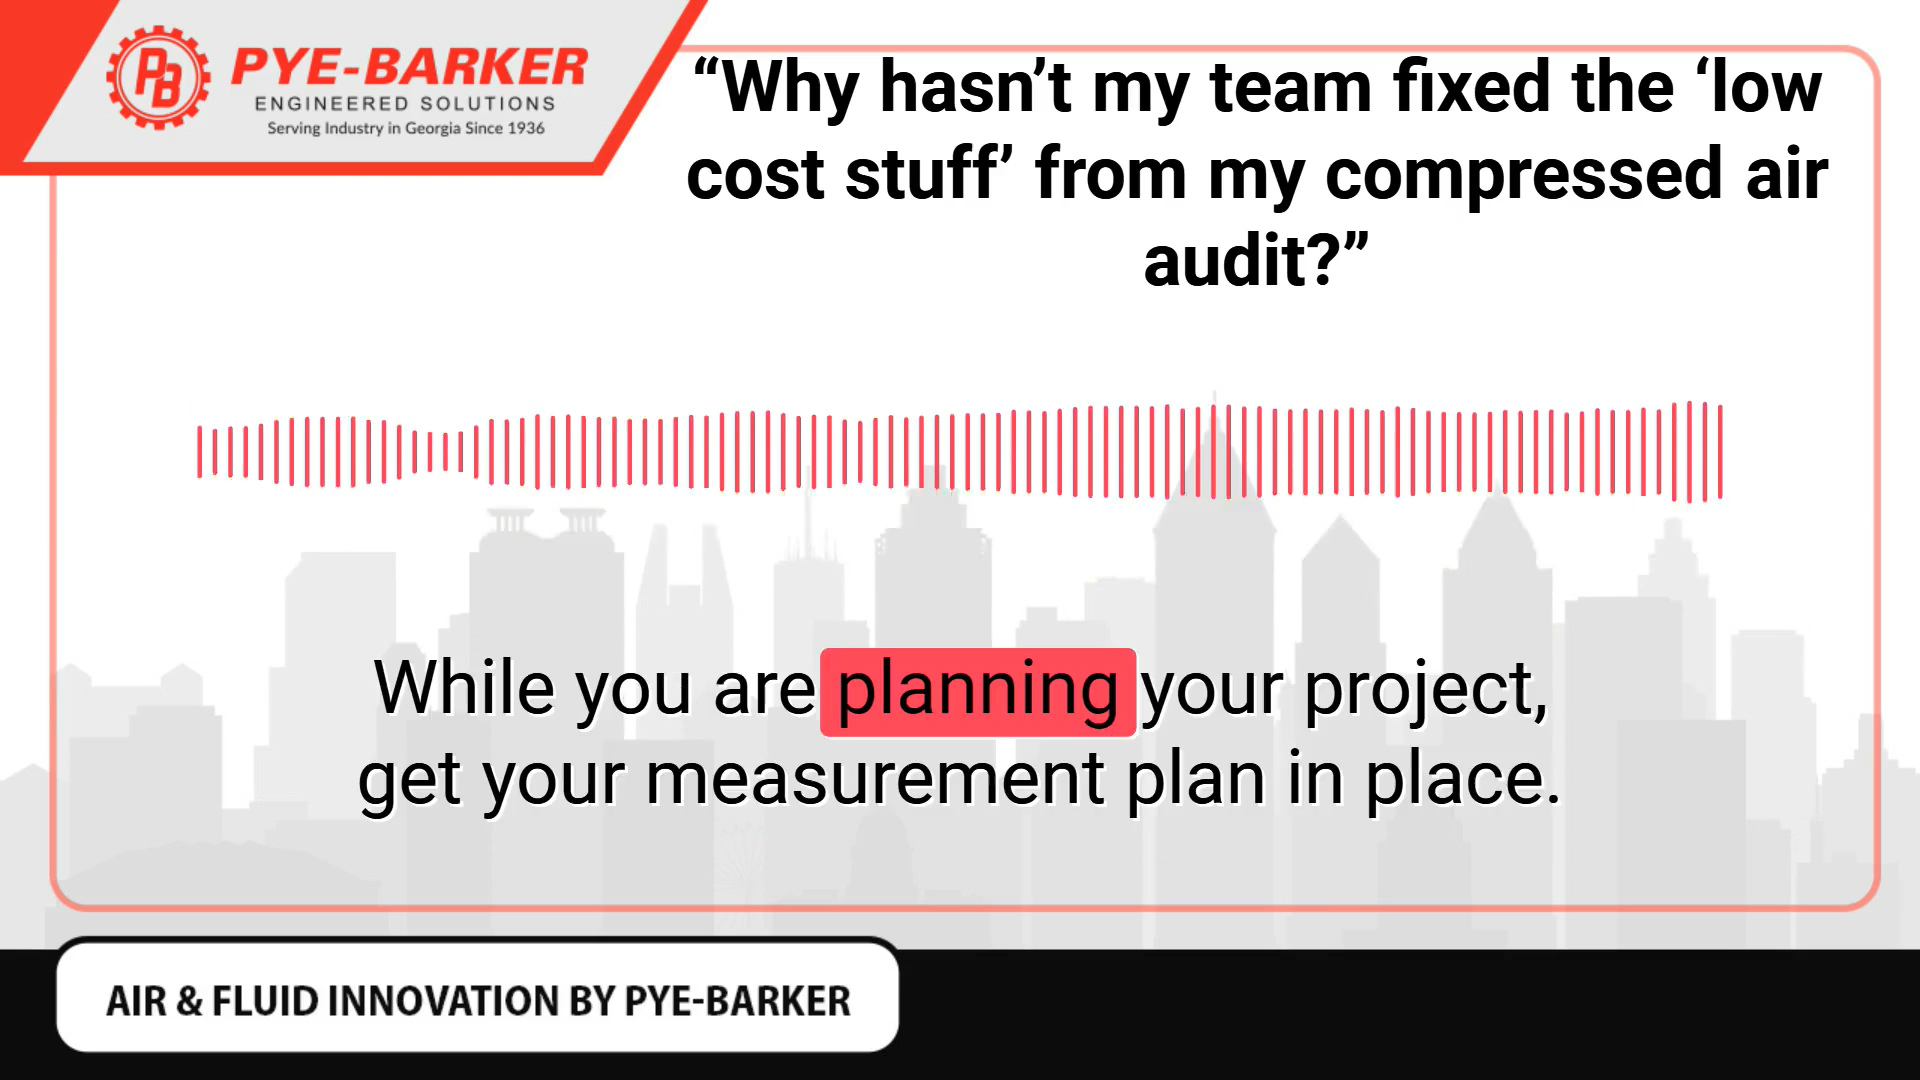 PB
PYE-BARKER
ENGINEERED SOLUTIONS
Serving Industry in Georgia Since 1936
“Why hasn’t my team fixed the ‘low
cost stuff’ from my compressed air
audit?”
While you are planning your project,
get your measurement plan in place.
AIR & FLUID INNOVATION BY PYE-BARKER